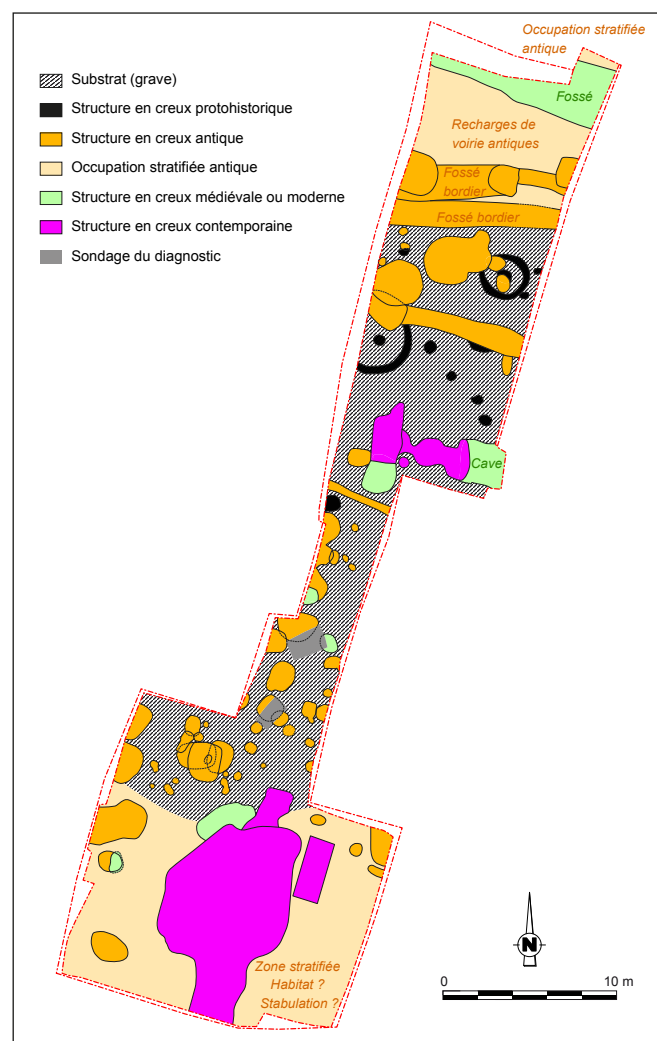 Occupation stratifiée
antique
Substrat (grave)
Structure en creux protohistorique
Structure en creux antique
Occupation stratifiée antique
Structure en creux médiévale ou moderne
Structure en creux contemporaine
Sondage du diagnostic
Fossé
Recharges de
voirie antiques
Fossé
bordier
Fossé bordier
Cave
Zone stratifiée
Habitat ?
Stabulation ?
N
0 10 m